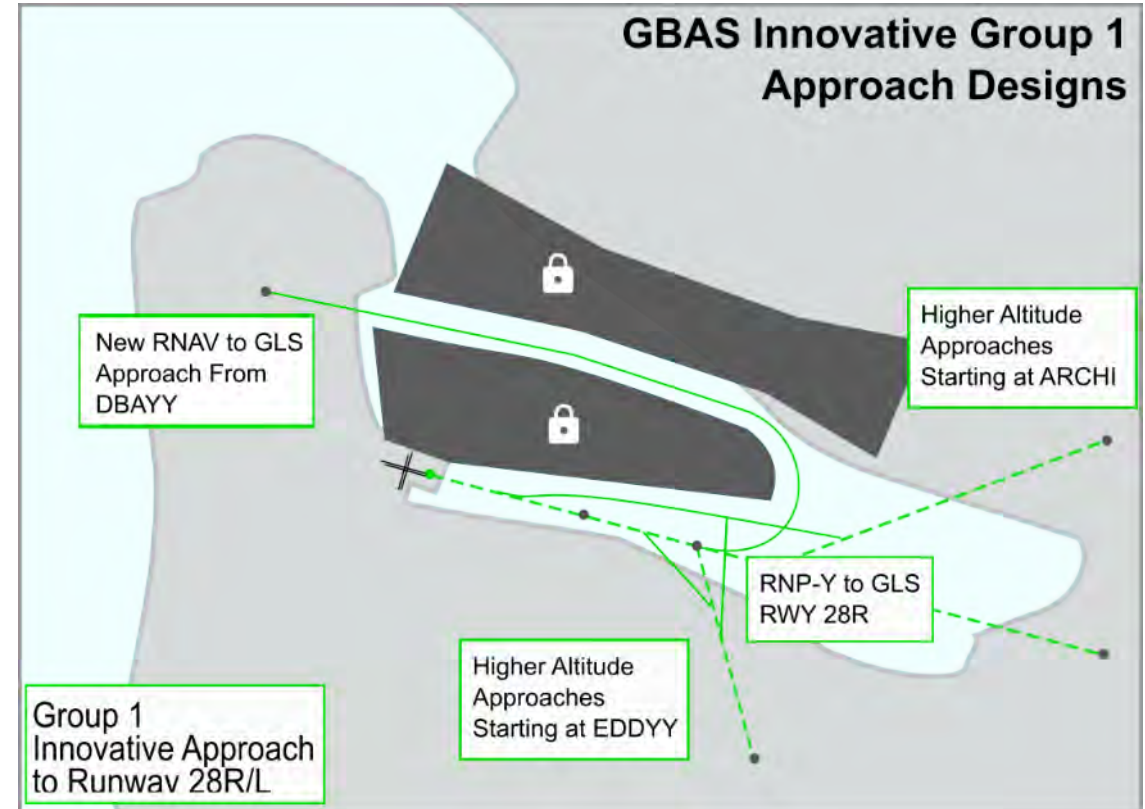 GBAS Innovative Group 1
Approach Designs
New RNAV to GLS
Approach From
DBAYY
Higher Altitude
Approaches
Starting at ARCHI
RNP-Y to GLS
RWY 28R
Higher Altitude
Approaches
Starting at EDDYY
Group 1
Innovative Approach
to Runway 28R/L